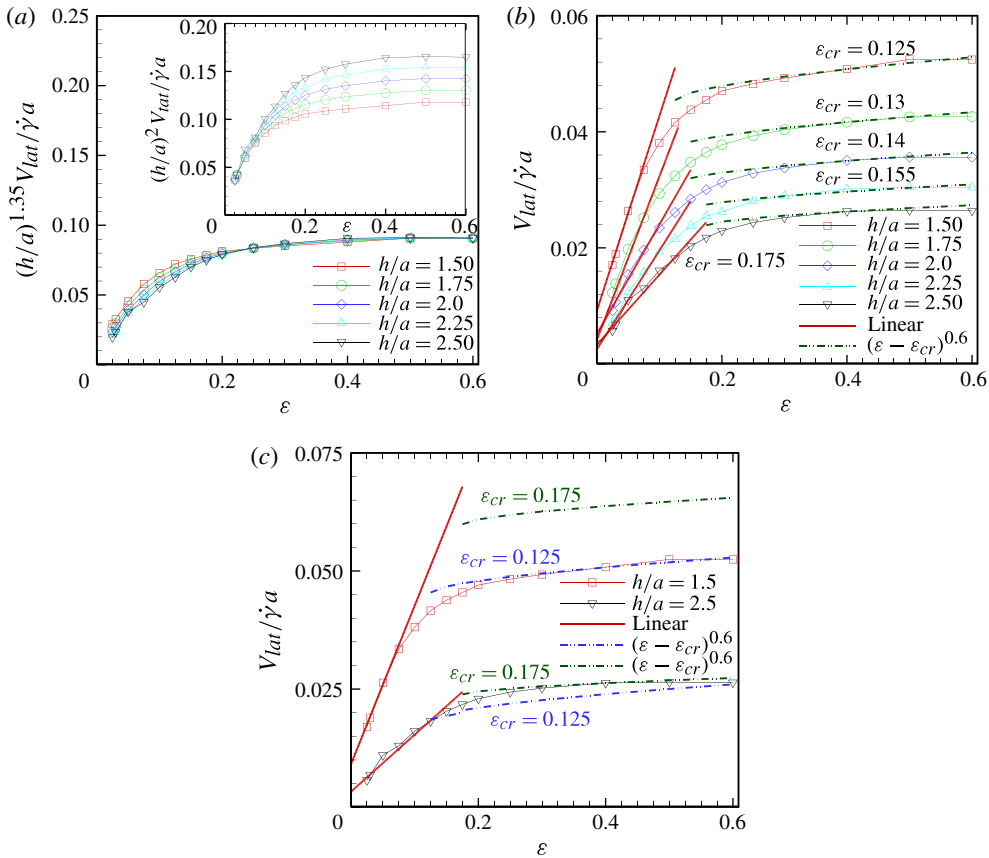 (a)
0.25
0.20
0.15
0.10
0.05
0
0.2
0.4
0.6
ε
(h/a)^1.35 V_lat/γ̇a
0.20
0.15
0.10
0.05
0
0.2
0.4
0.6
ε
(h/a)^2 V_lat/γ̇a
h/a = 1.50
h/a = 1.75
h/a = 2.0
h/a = 2.25
h/a = 2.50
(b)
0.06
0.04
0.02
0
0.2
0.4
0.6
ε
V_lat/γ̇a
ε_cr = 0.125
ε_cr = 0.13
ε_cr = 0.14
ε_cr = 0.155
ε_cr = 0.175
h/a = 1.50
h/a = 1.75
h/a = 2.0
h/a = 2.25
h/a = 2.50
Linear
(ε − ε_cr)^0.6
(c)
0.075
0.050
0.025
0
0.2
0.4
0.6
ε
V_lat/γ̇a
ε_cr = 0.175
ε_cr = 0.125
h/a = 1.5
h/a = 2.5
Linear
(ε − ε_cr)^0.6
(ε − ε_cr)^0.6
ε_cr = 0.175
ε_cr = 0.125